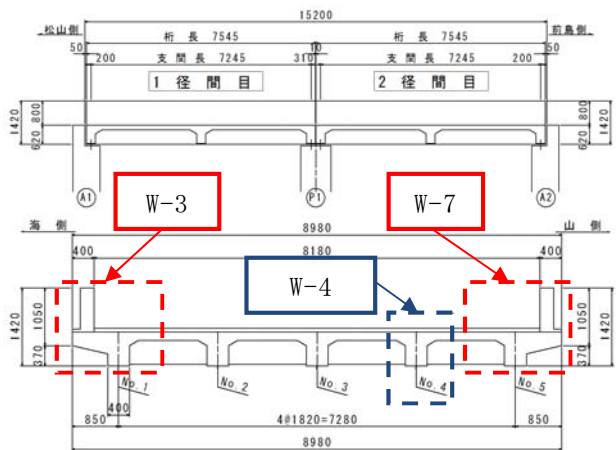 15200
松山側 桁長 7545 桁長 7545 前島側
50 10 50
200 支間長 7245 310 支間長 7245 200
1径間目 2径間目
1420 800 620 800 620 1420
A1 P1 A2
W-3 W-7
海側 8980 山側
400 8180 400
W-4
1420 1050 370 1050 370 1420
No.1 No.2 No.3 No.4 No.5
400
850 4@1820=7280 850
8980